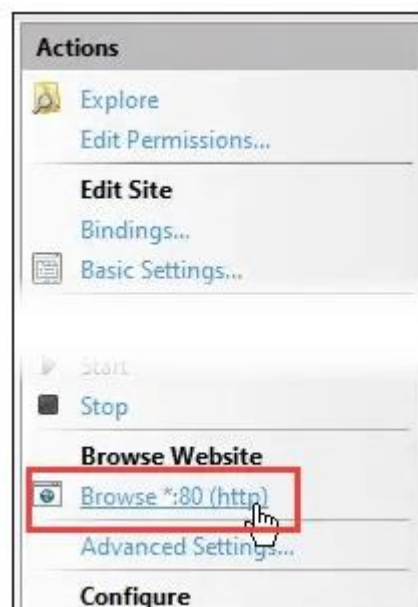 Actions
Explore
Edit Permissions...
Edit Site
Bindings...
Basic Settings...
Start
Stop
Browse Website
Browse *:80 (http)
Advanced Settings...
Configure